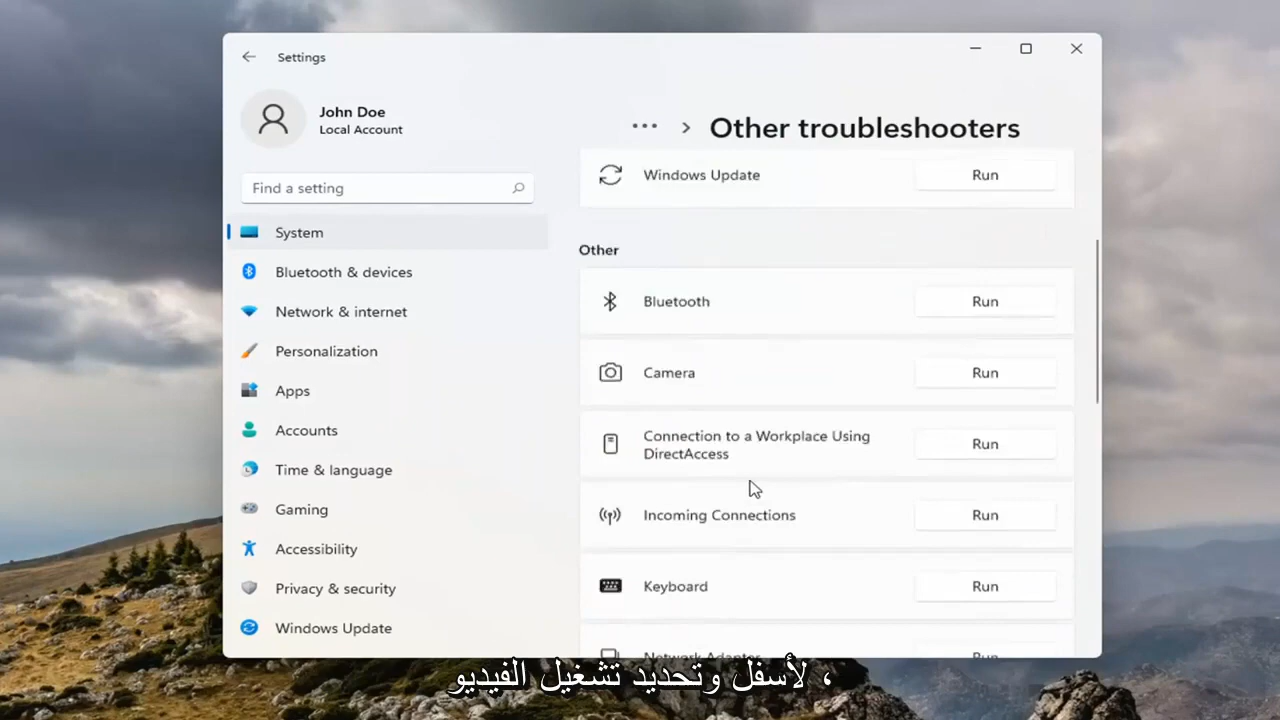 Settings
John Doe
Local Account
Find a setting
System
Bluetooth & devices
Network & internet
Personalization
Apps
Accounts
Time & language
Gaming
Accessibility
Privacy & security
Windows Update
... > Other troubleshooters
Windows Update Run
Other
Bluetooth Run
Camera Run
Connection to a Workplace Using
DirectAccess Run
Incoming Connections Run
Keyboard Run
Network Adapter Run
، لأسفل وتحديد تشغيل الفيديو